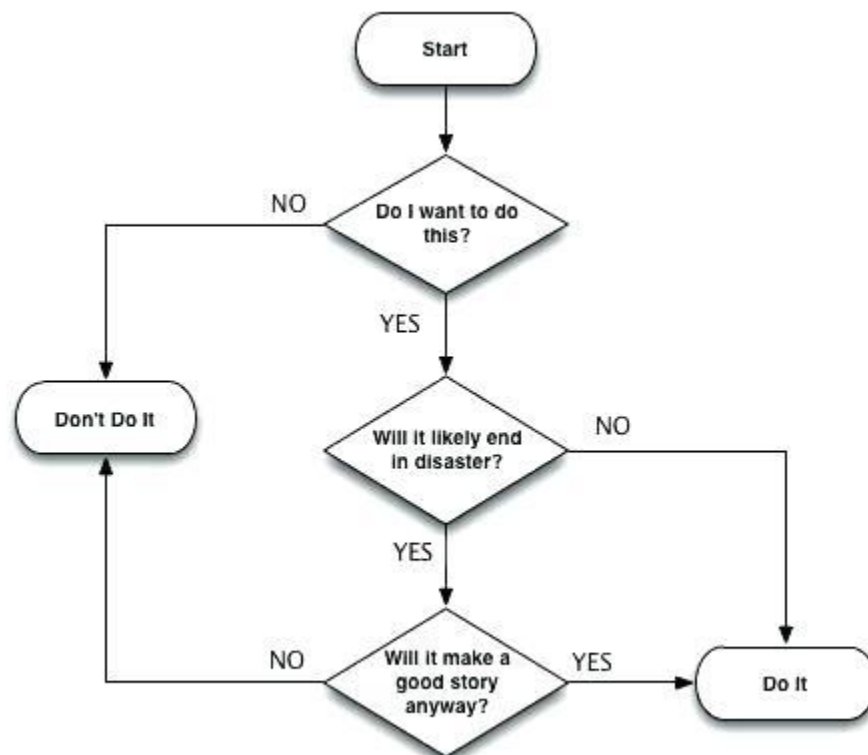 Start
NO
Do I want to do
this?
YES
Don't Do It
Will it likely end
in disaster?
NO
YES
NO
Will it make a
good story
anyway?
YES
Do It